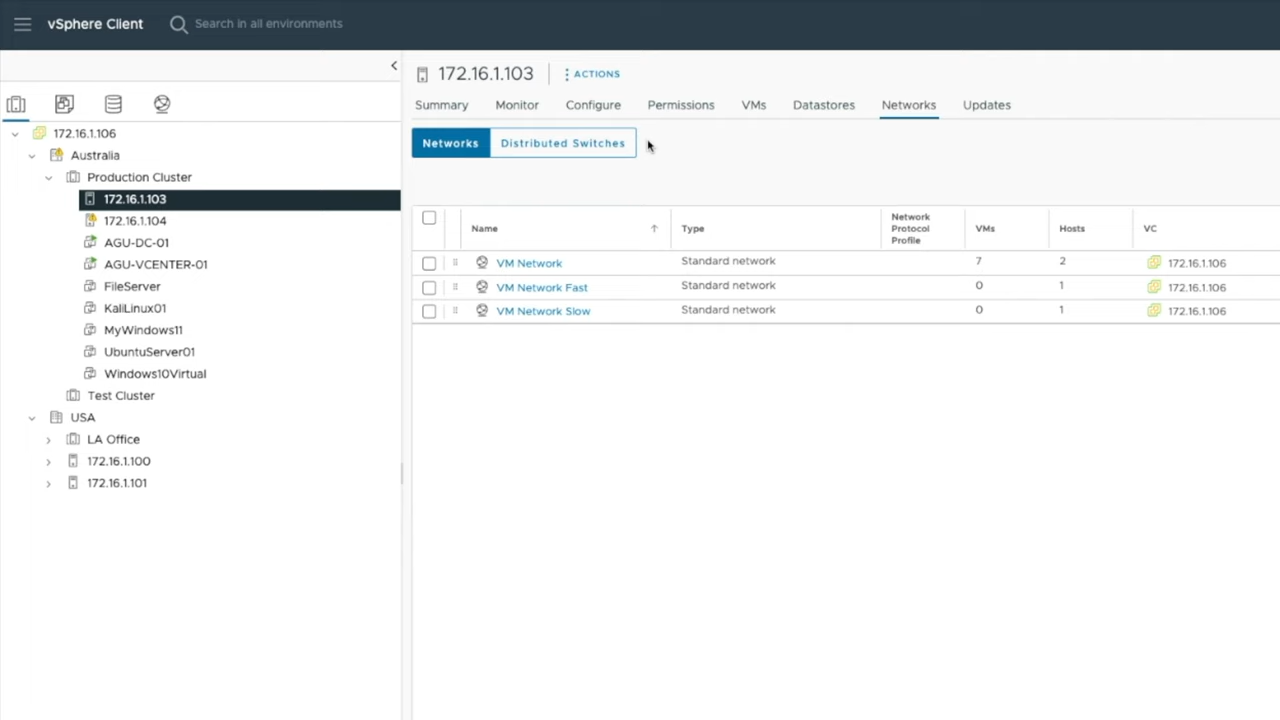 vSphere Client
Search in all environments
172.16.1.106
Australia
Production Cluster
172.16.1.103
172.16.1.104
AGU-DC-01
AGU-VCENTER-01
FileServer
KaliLinux01
MyWindows11
UbuntuServer01
Windows10Virtual
Test Cluster
USA
LA Office
172.16.1.100
172.16.1.101
172.16.1.103 ACTIONS
Summary Monitor Configure Permissions VMs Datastores Networks Updates
Networks Distributed Switches
Name Type Network Protocol Profile VMs Hosts VC
VM Network Standard network 7 2 172.16.1.106
VM Network Fast Standard network 0 1 172.16.1.106
VM Network Slow Standard network 0 1 172.16.1.106